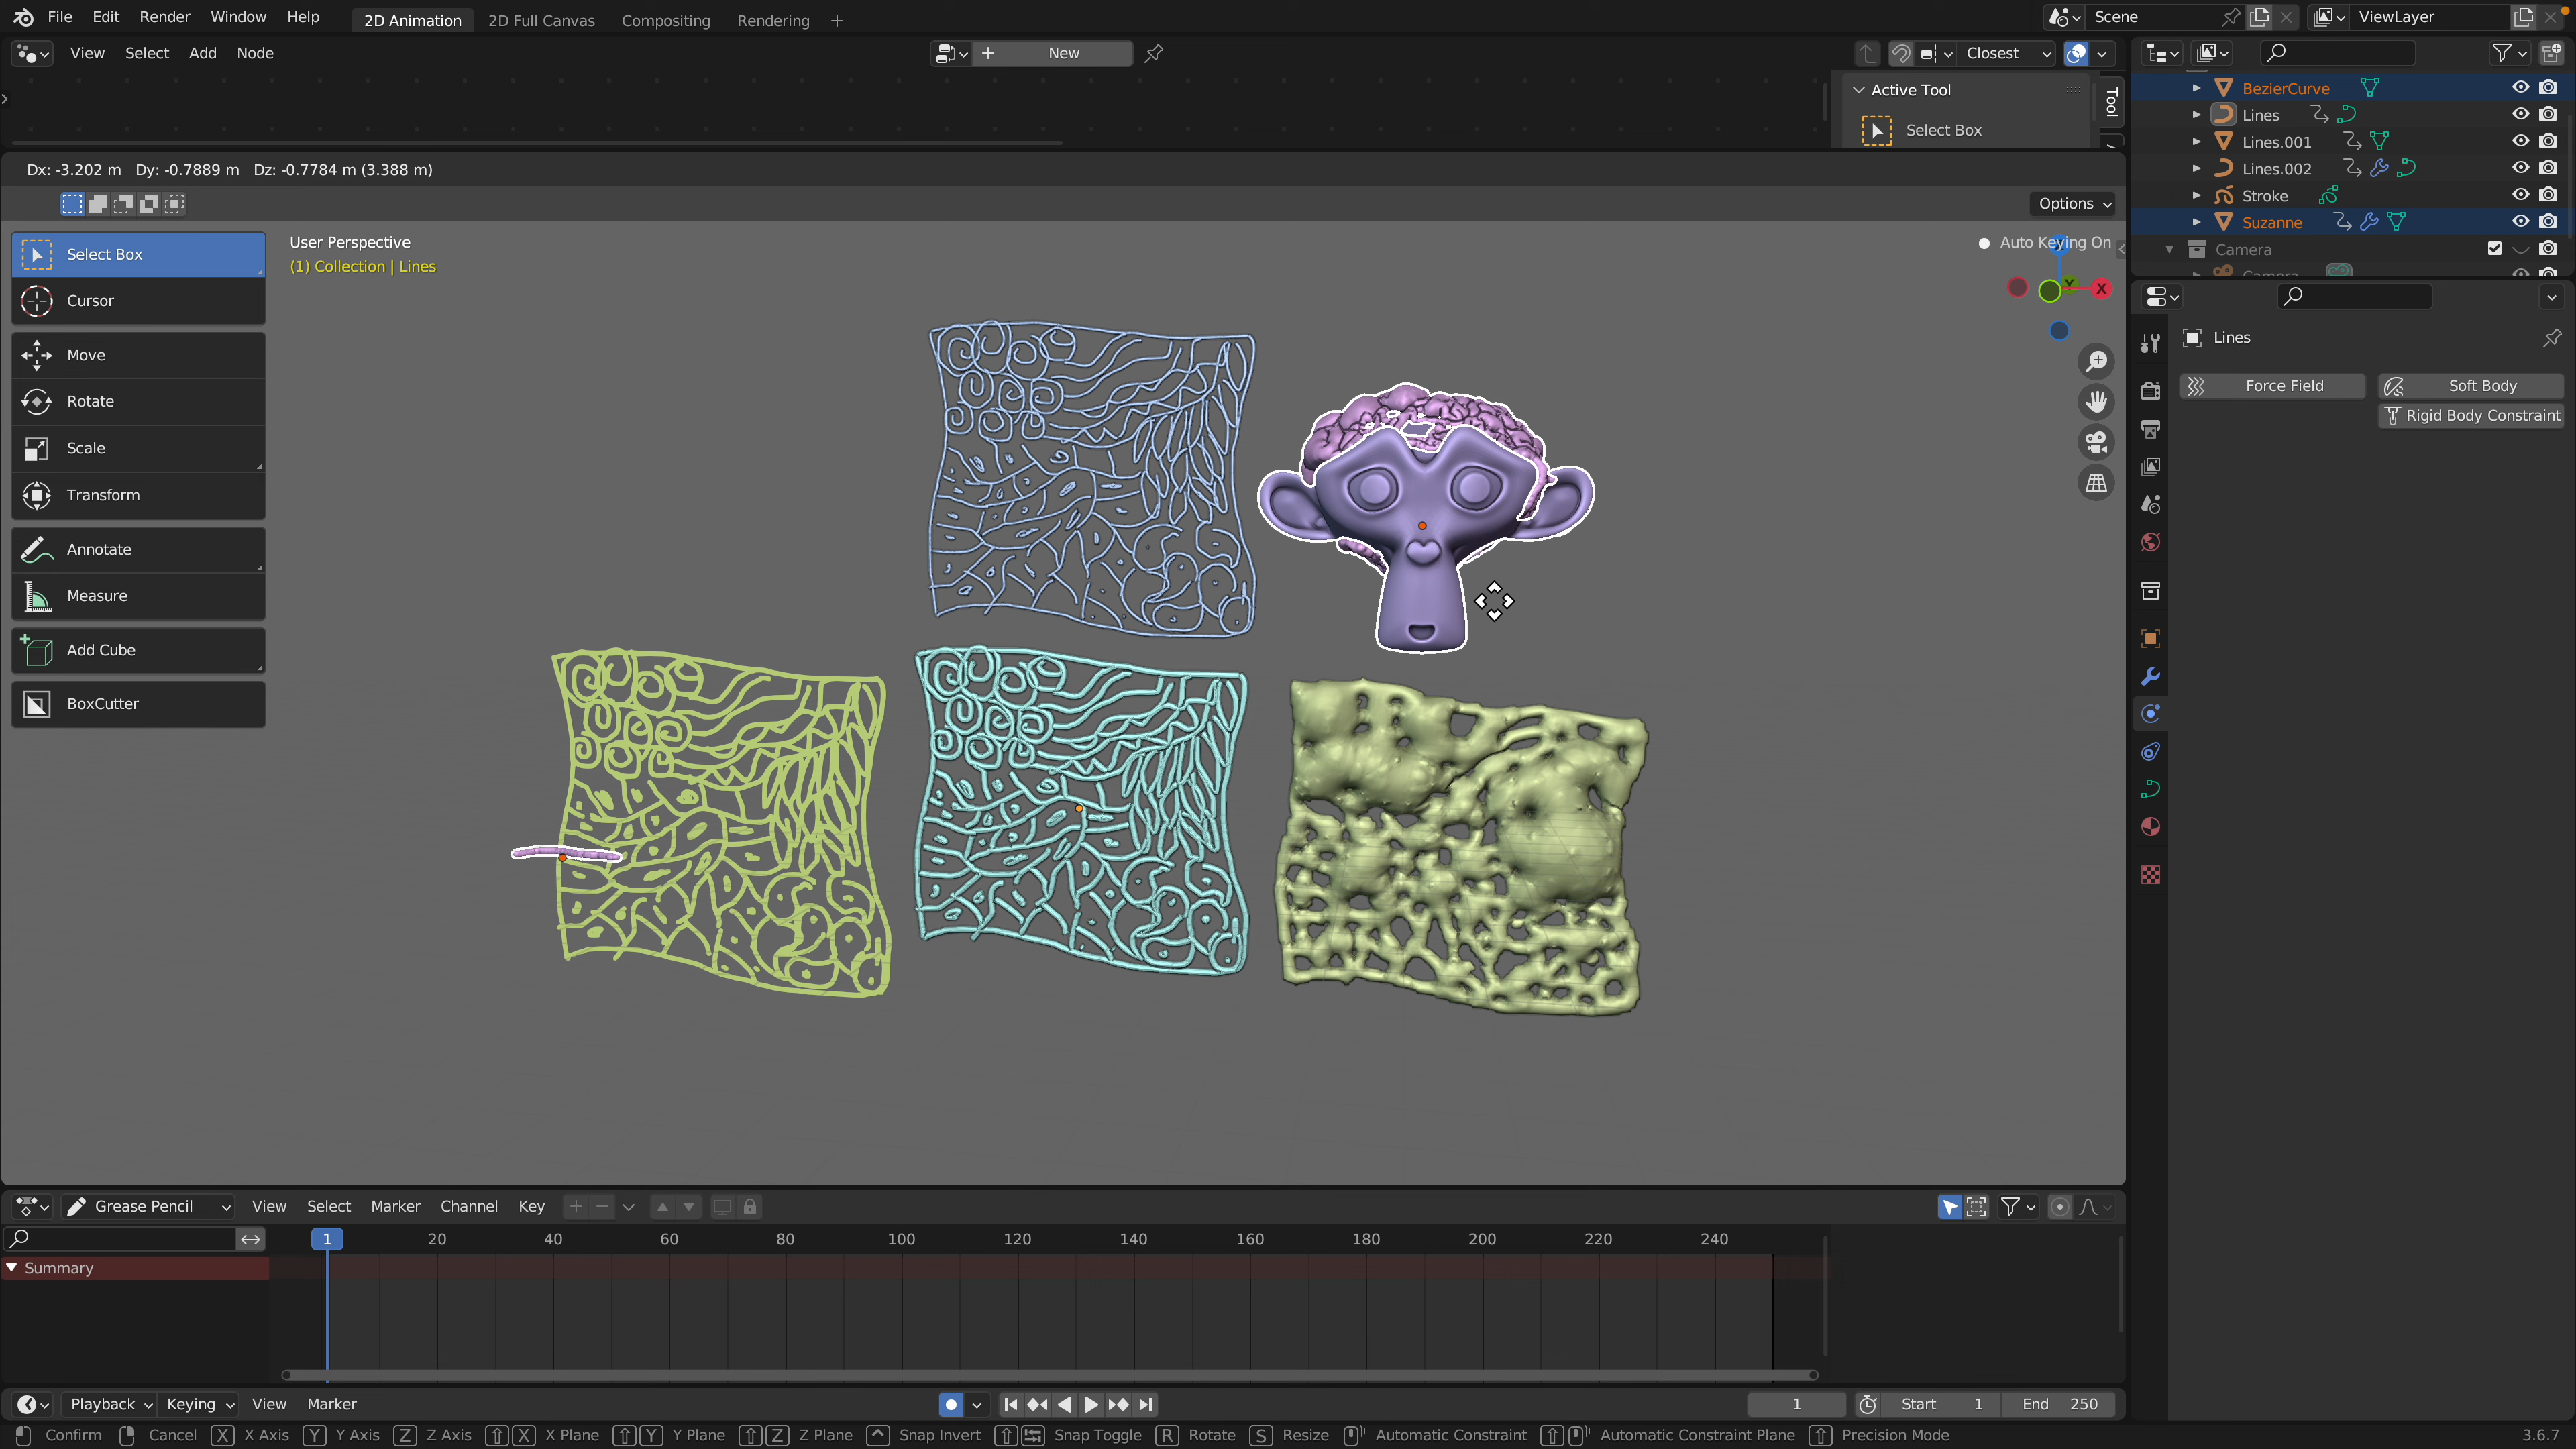 File Edit Render Window Help 2D Animation 2D Full Canvas Compositing Rendering + Scene ViewLayer
View Select Add Node New Closest
Active Tool
Select Box
Tool
BezierCurve
Lines
Lines.001
Lines.002
Stroke
Suzanne
Camera
Dx: -3.202 m Dy: -0.7889 m Dz: -0.7784 m (3.388 m)
Options
Select Box
Cursor
Move
Rotate
Scale
Transform
Annotate
Measure
Add Cube
BoxCutter
User Perspective
(1) Collection | Lines
Auto Keying On
Y
X
Lines
Force Field Soft Body
Rigid Body Constraint
Grease Pencil View Select Marker Channel Key
1 20 40 60 80 100 120 140 160 180 200 220 240
Summary
Playback Keying View Marker 1 Start 1 End 250
Confirm Cancel X X Axis Y Y Axis Z Z Axis X X Plane Y Y Plane Z Z Plane Snap Invert Snap Toggle R Rotate S Resize Automatic Constraint Automatic Constraint Plane Precision Mode 3.6.7